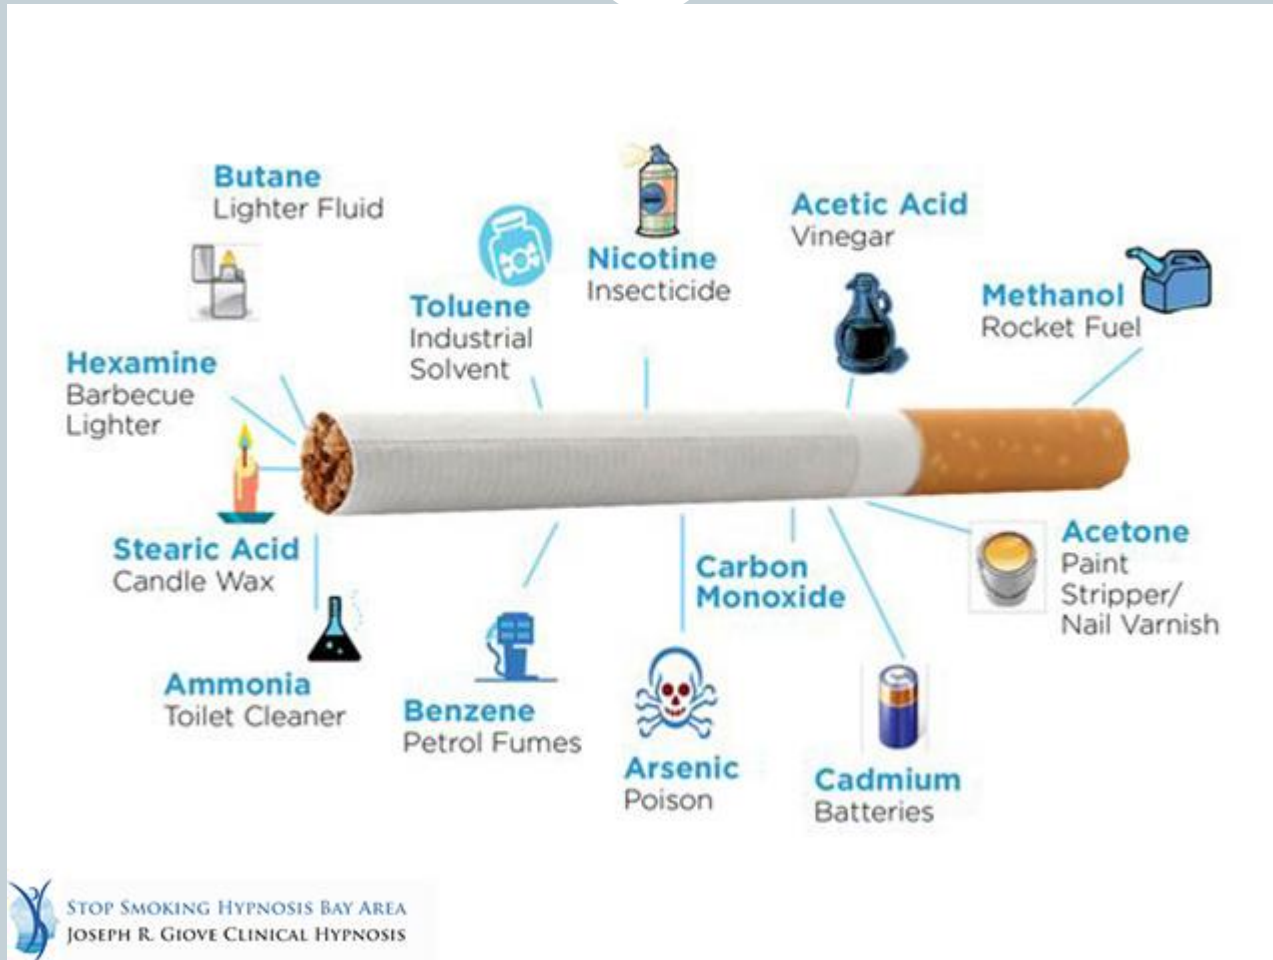 Butane
Lighter Fluid
Nicotine
Insecticide
Acetic Acid
Vinegar
Toluene
Industrial
Solvent
Methanol
Rocket Fuel
Hexamine
Barbecue
Lighter
Stearic Acid
Candle Wax
Ammonia
Toilet Cleaner
Benzene
Petrol Fumes
Carbon
Monoxide
Arsenic
Poison
Cadmium
Batteries
Acetone
Paint
Stripper/
Nail Varnish
STOP SMOKING HYPNOSIS BAY AREA
JOSEPH R. GIOVE CLINICAL HYPNOSIS